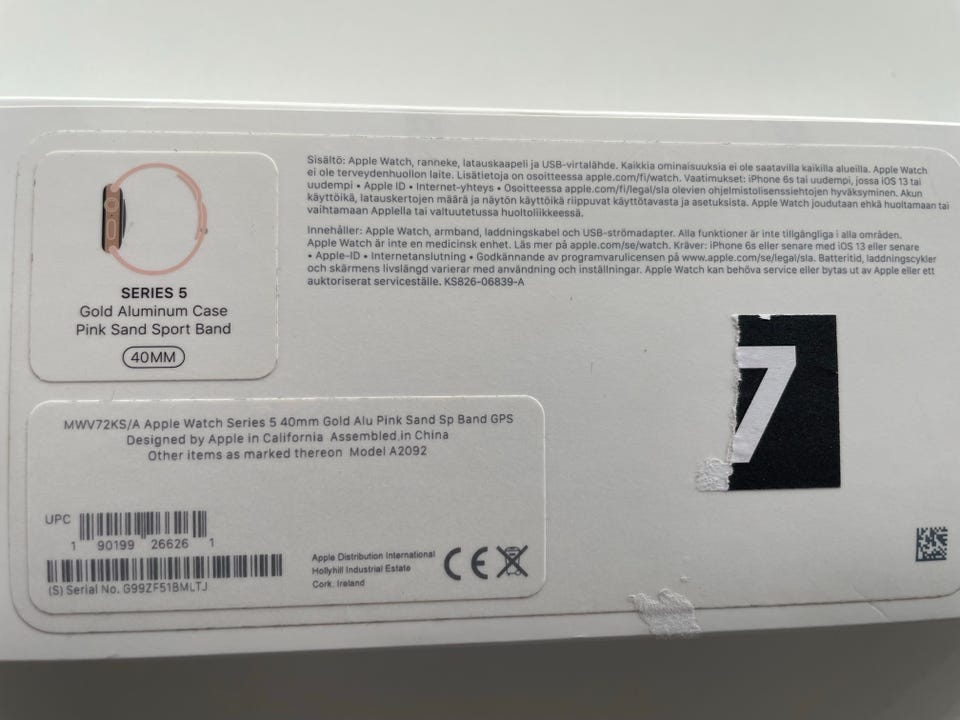 Sisältö: Apple Watch, ranneke, latauskaapeli ja USB-virtalähde. Kaikkia ominaisuuksia ei ole saatavilla kaikilla alueilla. Apple Watch
ei ole terveydenhuollon laite. Lisätietoja on osoitteessa apple.com/fi/watch. Vaatimukset: iPhone 6s tai uudempi, jossa iOS 13 tai
uudempi • Apple ID • Internet-yhteys • Osoitteessa apple.com/fi/legal/sla olevien ohjelmistolisenssiehtojen hyväksyminen. Akun
käyttöikä, latauskertojen määrä ja näytön käyttöikä riippuvat käyttötavasta ja asetuksista. Apple Watch joudutaan ehkä huoltamaan tai
vaihtamaan Applella tai valtuutetussa huoltoliikkeessä.
Innehåller: Apple Watch, armband, laddningskabel och USB-strömadapter. Alla funktioner är inte tillgängliga i alla områden.
Apple Watch är inte en medicinsk enhet. Läs mer på apple.com/se/watch. Kräver: iPhone 6s eller senare med iOS 13 eller senare
• Apple-ID • Internetanslutning • Godkännande av programvarulicensen på www.apple.com/se/legal/sla. Batteritid, laddningscykler
och skärmens livslängd varierar med användning och inställningar. Apple Watch kan behöva service eller bytas ut av Apple eller ett
auktoriserat serviceställe. KS826-06839-A
SERIES 5
Gold Aluminum Case
Pink Sand Sport Band
40MM
7
MWV72KS/A Apple Watch Series 5 40mm Gold Alu Pink Sand Sp Band GPS
Designed by Apple in California Assembled in China
Other items as marked thereon Model A2092
UPC
1 90199 26626 1
(S) Serial No. G99ZF51BMLTJ
Apple Distribution International
Hollyhill Industrial Estate
Cork, Ireland
CE